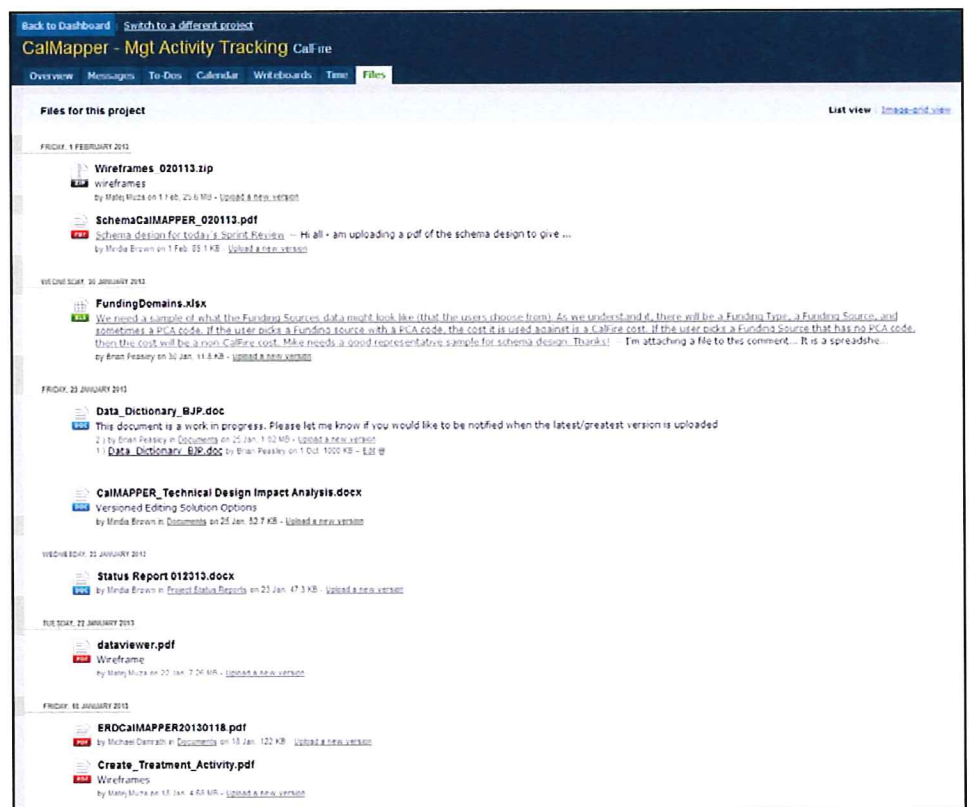 Back to Dashboard Switch to a different project
CalMapper - Mgt Activity Tracking CalFire
Overview Messages To-Dos Calendar Writeboards Time Files
Files for this project List view Image-grid view
FRIDAY, 1 FEBRUARY 2013
Wireframes_020113.zip
ZIP wireframes
by Matej Muza on 1 Feb, 25.6 MB - Upload a new version
SchemaCalMAPPER_020113.pdf
PDF Schema design for today's Sprint Review – Hi all - am uploading a pdf of the schema design to give ...
by Mindia Brown on 1 Feb, 85.1 KB - Upload a new version
WEDNESDAY, 30 JANUARY 2013
FundingDomains.xlsx
XLS We need a sample of what the Funding Sources data might look like (that the users choose from). As we understand it, there will be a Funding Type, a Funding Source, and
sometimes a PCA code. If the user picks a Funding source with a PCA code, the cost it is used against is a CalFire cost. If the user picks a Funding Source that has no PCA code,
then the cost will be a non-CalFire cost. Mike needs a good representative sample for schema design. Thanks! – I'm attaching a file to this comment... It is a spreadshe...
by Brian Peasley on 30 Jan, 11.8 KB - Upload a new version
FRIDAY, 25 JANUARY 2013
Data_Dictionary_BJP.doc
DOC This document is a work in progress. Please let me know if you would like to be notified when the latest/greatest version is uploaded
2) by Brian Peasley in Documents on 25 Jan, 1.02 MB - Upload a new version
1) Data_Dictionary_BJP.doc by Brian Peasley on 1 Oct, 1000 KB – Edit
CalMAPPER_Technical Design Impact Analysis.docx
DOC Versioned Editing Solution Options
by Mindia Brown in Documents on 25 Jan, 52.7 KB - Upload a new version
WEDNESDAY, 23 JANUARY 2013
Status Report 012313.docx
DOC by Mindia Brown in Project Status Reports on 23 Jan, 47.3 KB - Upload a new version
TUESDAY, 22 JANUARY 2013
dataviewer.pdf
PDF Wireframe
by Matej Muza on 22 Jan, 7.26 MB - Upload a new version
FRIDAY, 18 JANUARY 2013
ERDCalMAPPER20130118.pdf
PDF by Michael Damrath in Documents on 18 Jan, 122 KB Upload a new version
Create_Treatment_Activity.pdf
PDF Wireframes
by Matej Muza on 18 Jan, 4.68 MB - Upload a new version